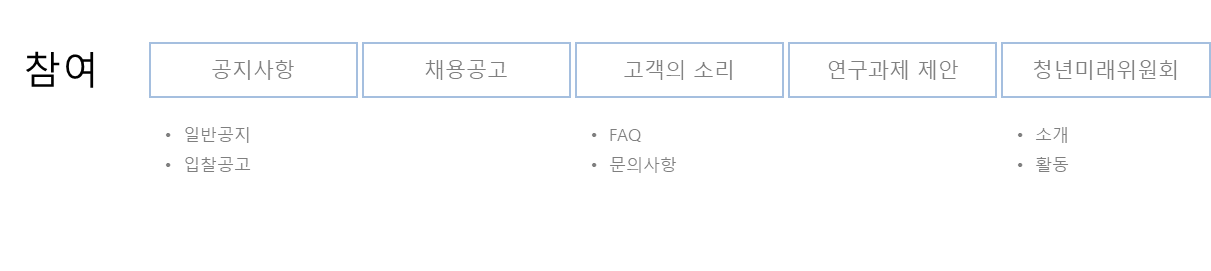 참여
공지사항
채용공고
고객의 소리
연구과제 제안
청년미래위원회
• 일반공지
• 입찰공고
• FAQ
• 문의사항
• 소개
• 활동